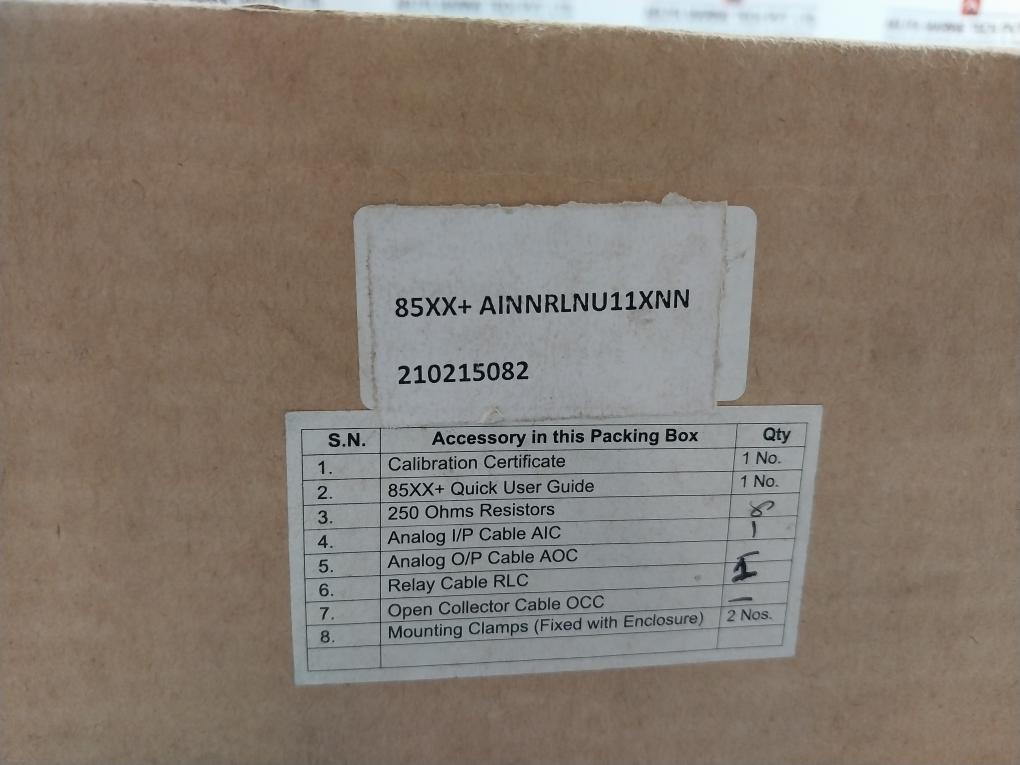 85XX+ AINNRLNU11XNN
210215082
S.N. Accessory in this Packing Box Qty
1. Calibration Certificate 1 No.
2. 85XX+ Quick User Guide 1 No.
3. 250 Ohms Resistors 8
4. Analog I/P Cable AIC
5. Analog O/P Cable AOC
6. Relay Cable RLC
7. Open Collector Cable OCC —
8. Mounting Clamps (Fixed with Enclosure) 2 Nos.